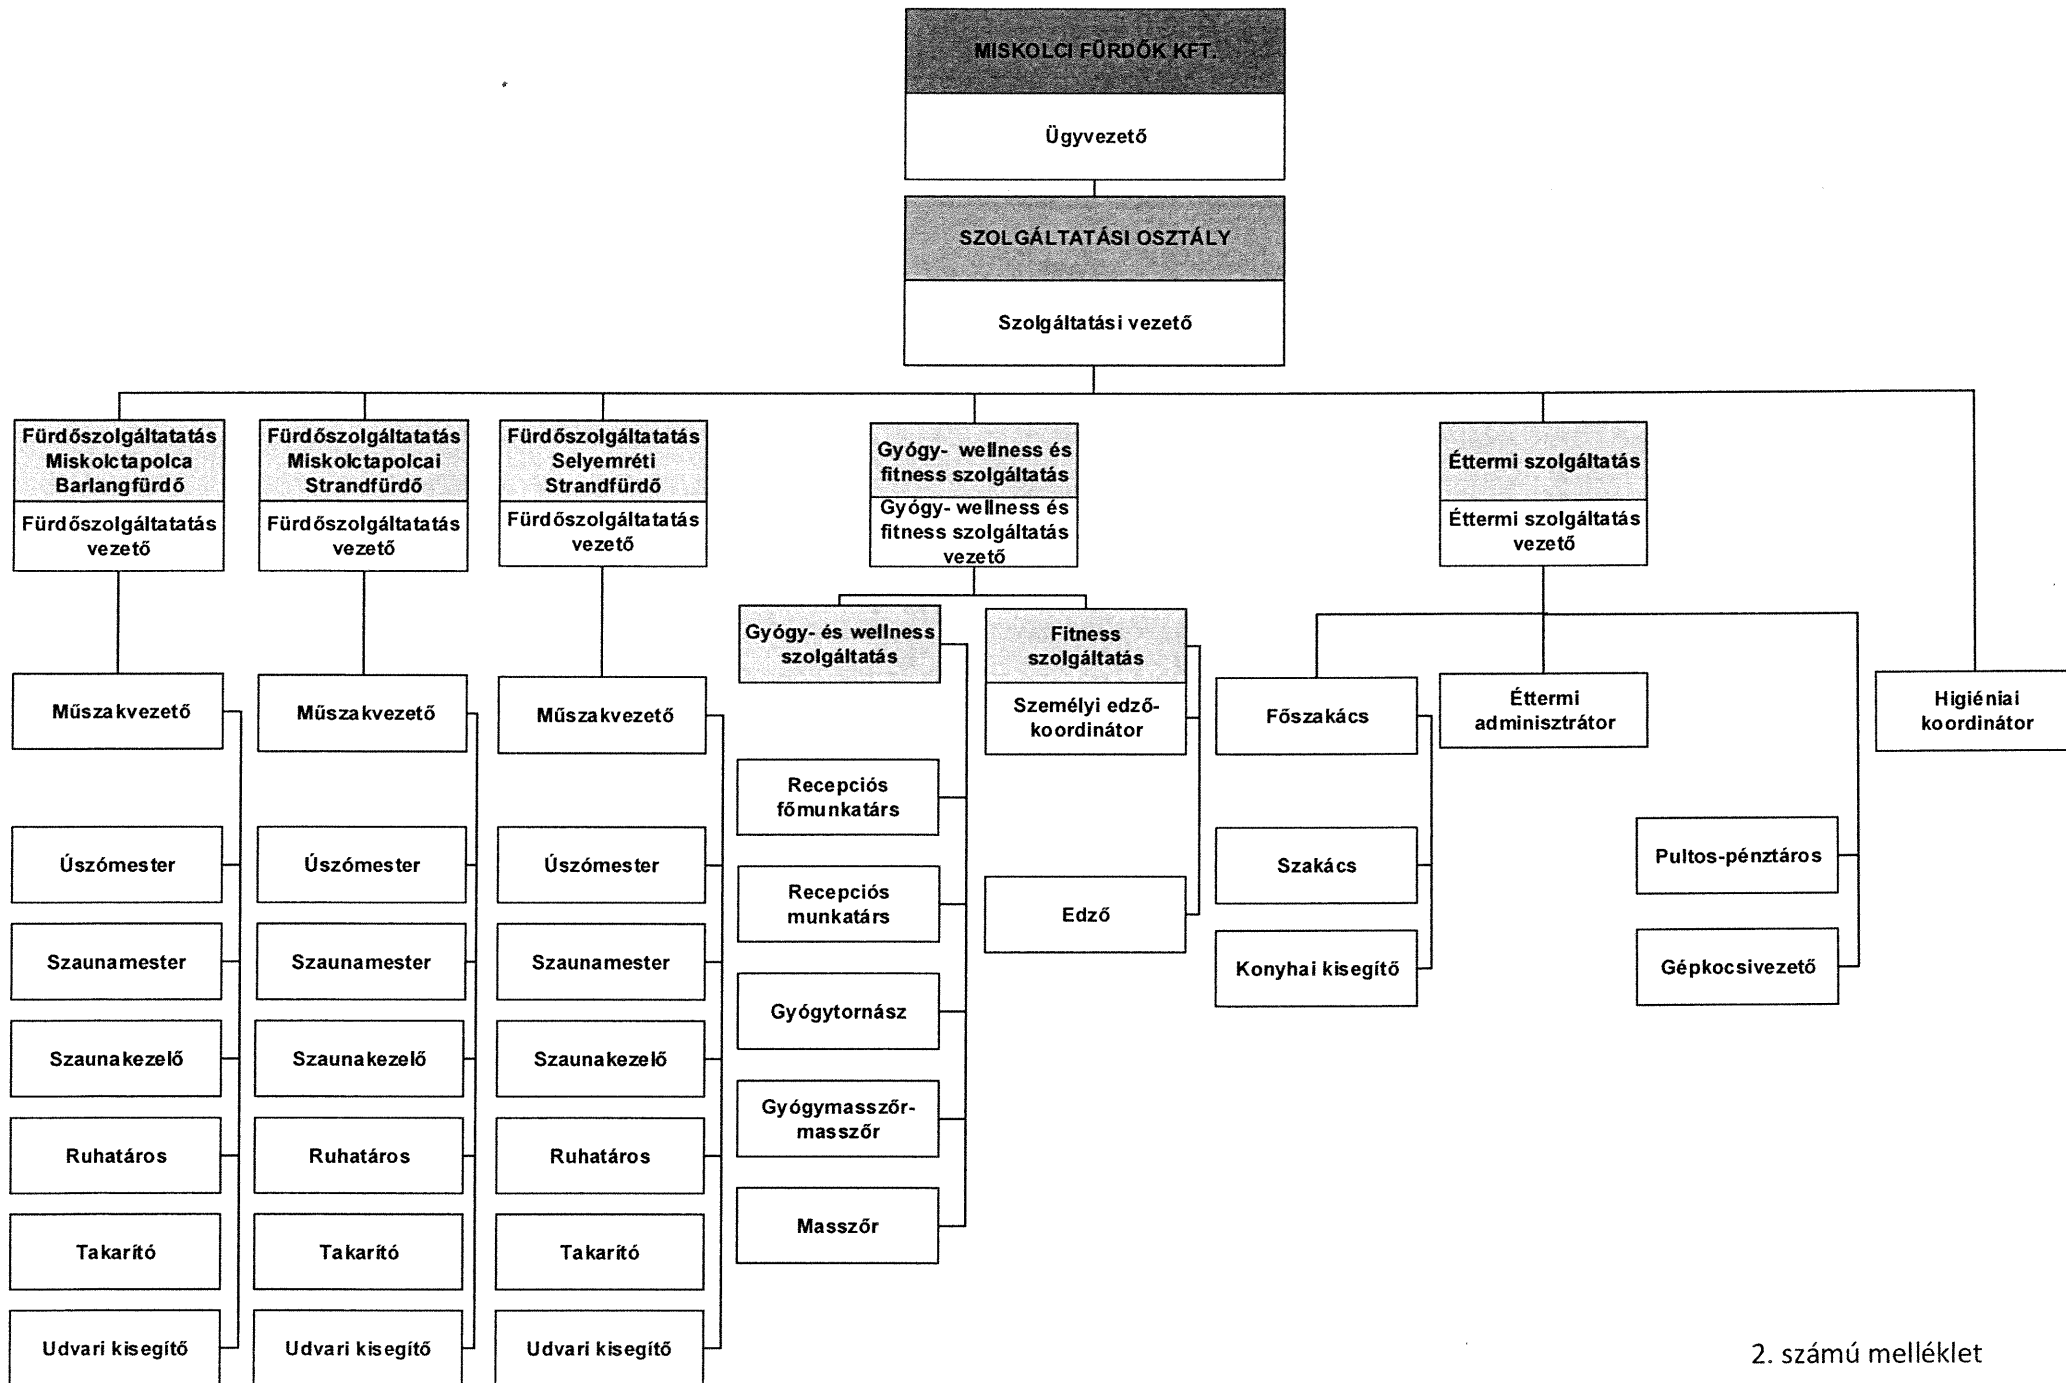 MISKOLCI FÜRDŐK KFT.
Ügyvezető
SZOLGÁLTATÁSI OSZTÁLY
Szolgáltatási vezető
Fürdőszolgáltatatás
Miskolctapolca
Barlangfürdő
Fürdőszolgáltatatás
vezető
Műszakvezető
Úszómester
Szaunamester
Szaunakezelő
Ruhatáros
Takarító
Udvari kisegítő
Fürdőszolgáltatatás
Miskolctapolcai
Strandfürdő
Fürdőszolgáltatatás
vezető
Műszakvezető
Úszómester
Szaunamester
Szaunakezelő
Ruhatáros
Takarító
Udvari kisegítő
Fürdőszolgáltatatás
Selyemréti
Strandfürdő
Fürdőszolgáltatatás
vezető
Műszakvezető
Úszómester
Szaunamester
Szaunakezelő
Ruhatáros
Takarító
Udvari kisegítő
Gyógy- wellness és
fitness szolgáltatás
Gyógy- wellness és
fitness szolgáltatás
vezető
Gyógy- és wellness
szolgáltatás
Recepciós
főmunkatárs
Recepciós
munkatárs
Gyógytornász
Gyógymasszőr-
masszőr
Masszőr
Fitness
szolgáltatás
Személyi edző-
koordinátor
Edző
Éttermi szolgáltatás
Éttermi szolgáltatás
vezető
Főszakács
Szakács
Konyhai kisegítő
Éttermi
adminisztrátor
Pultos-pénztáros
Gépkocsivezető
Higiéniai
koordinátor
2. számú melléklet